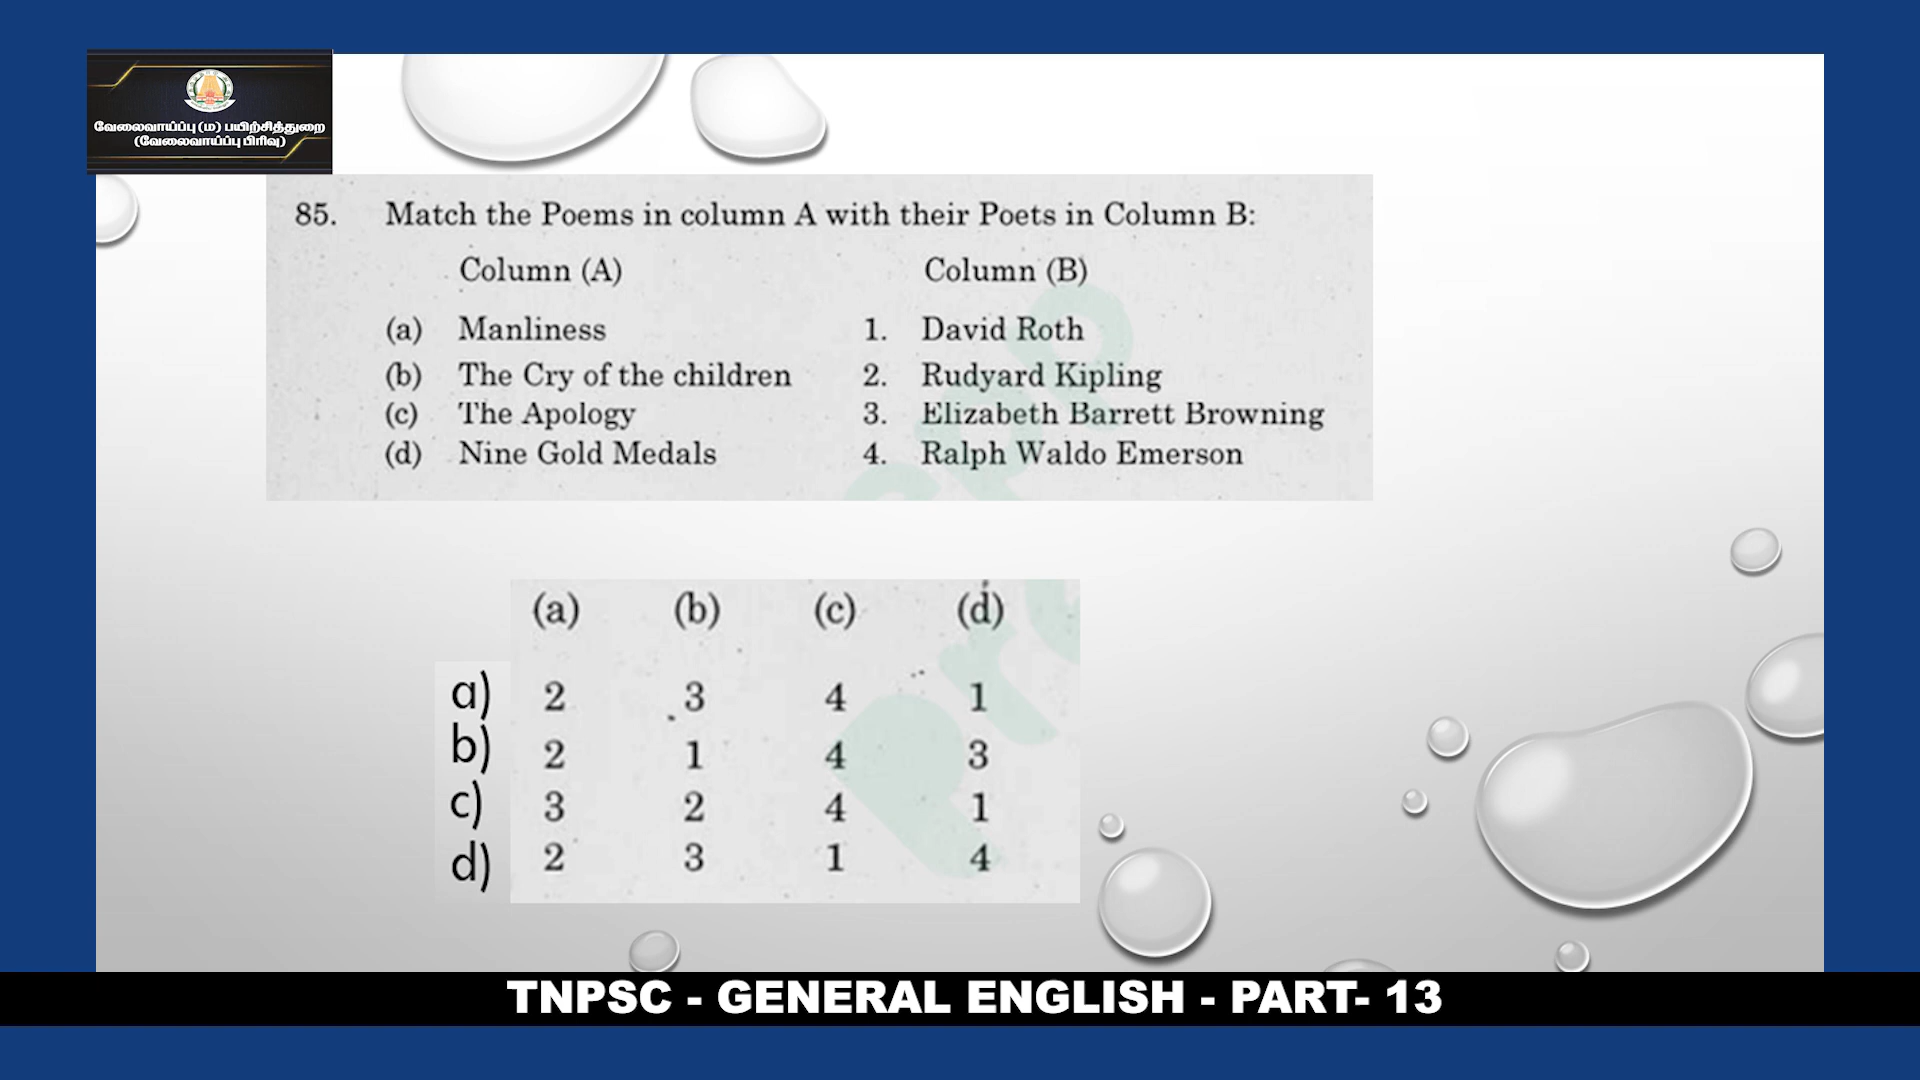 வேலைவாய்ப்பு (ம) பயிற்சித்துறை
(வேலைவாய்ப்பு பிரிவு)
85. Match the Poems in column A with their Poets in Column B:
Column (A) Column (B)
(a) Manliness 1. David Roth
(b) The Cry of the children 2. Rudyard Kipling
(c) The Apology 3. Elizabeth Barrett Browning
(d) Nine Gold Medals 4. Ralph Waldo Emerson
(a) (b) (c) (d)
a) 2 3 4 1
b) 2 1 4 3
c) 3 2 4 1
d) 2 3 1 4
TNPSC - GENERAL ENGLISH - PART- 13